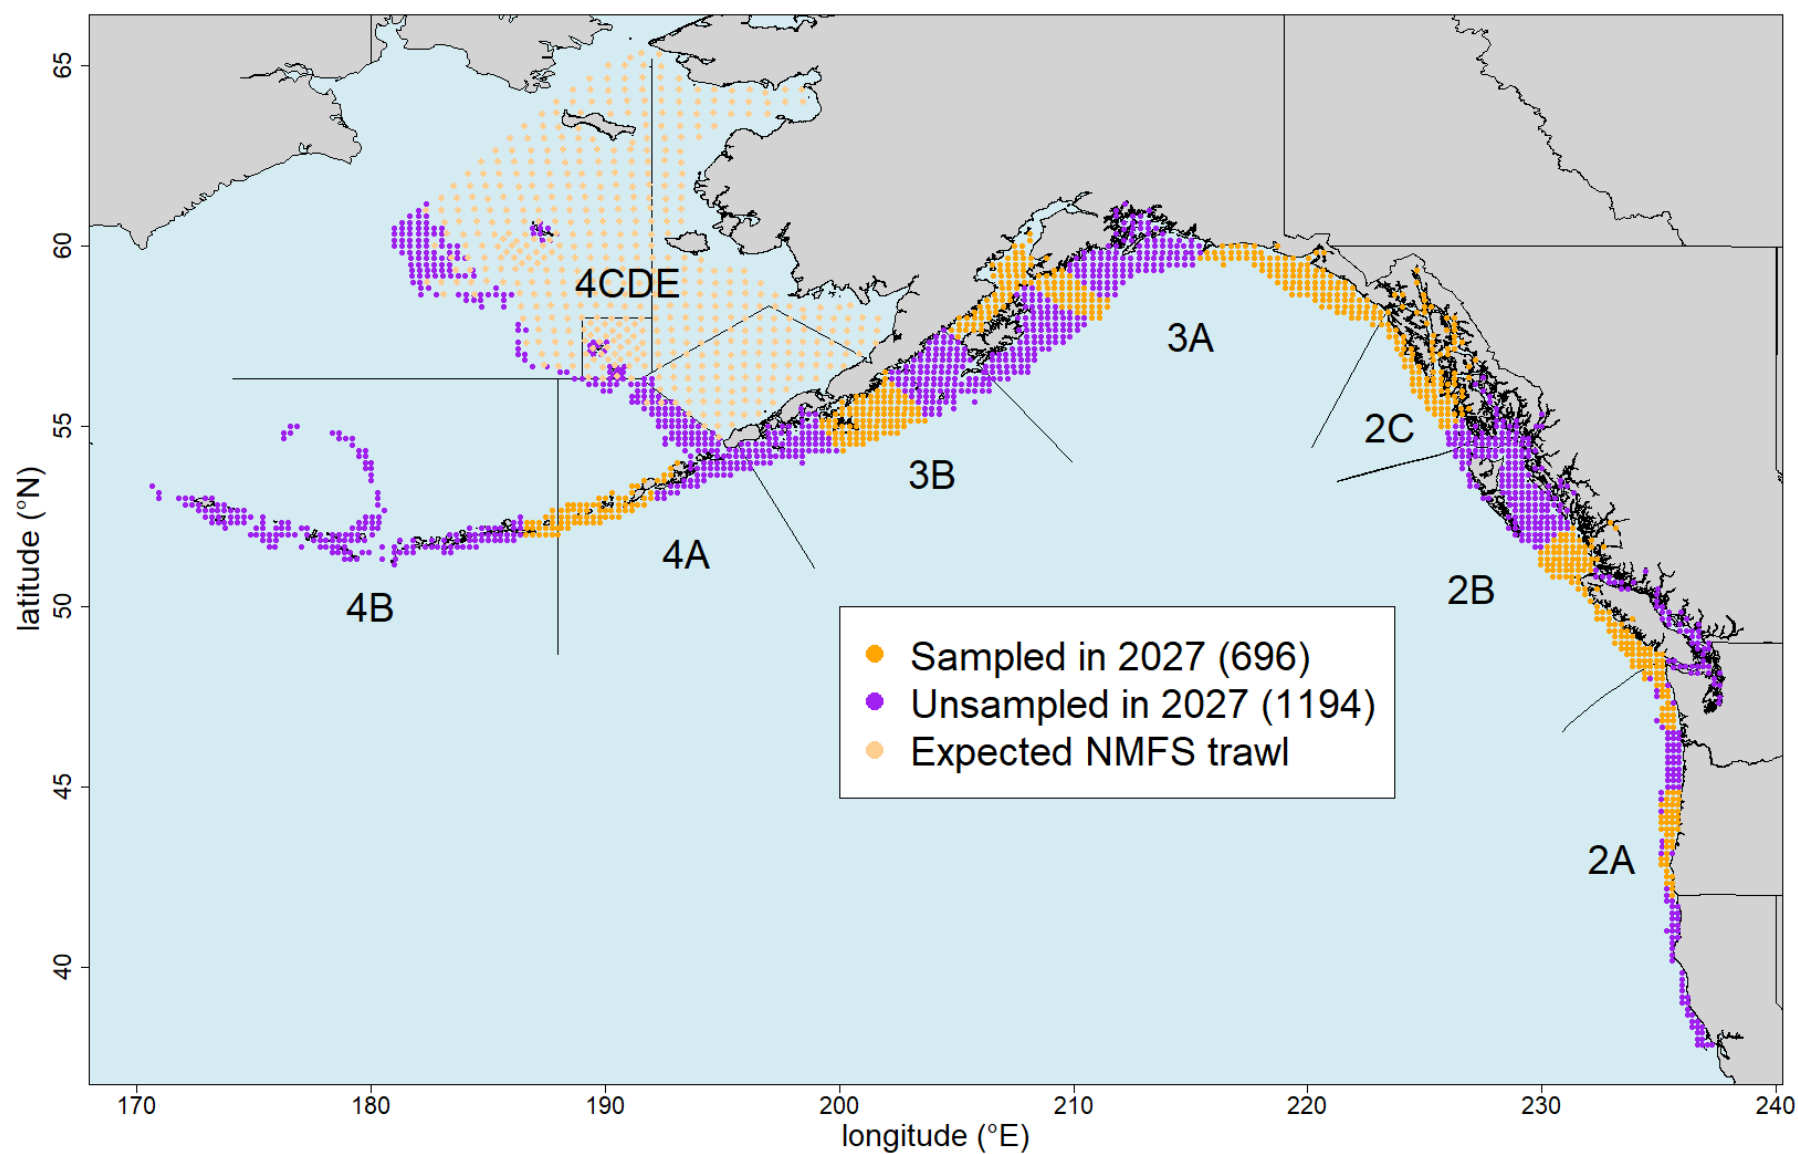 65
60
55
50
45
40
latitude (°N)
4CDE
3A
2C
3B
4A
2B
4B
Sampled in 2027 (696)
Unsampled in 2027 (1194)
Expected NMFS trawl
2A
170
180
190
200
210
220
230
240
longitude (°E)